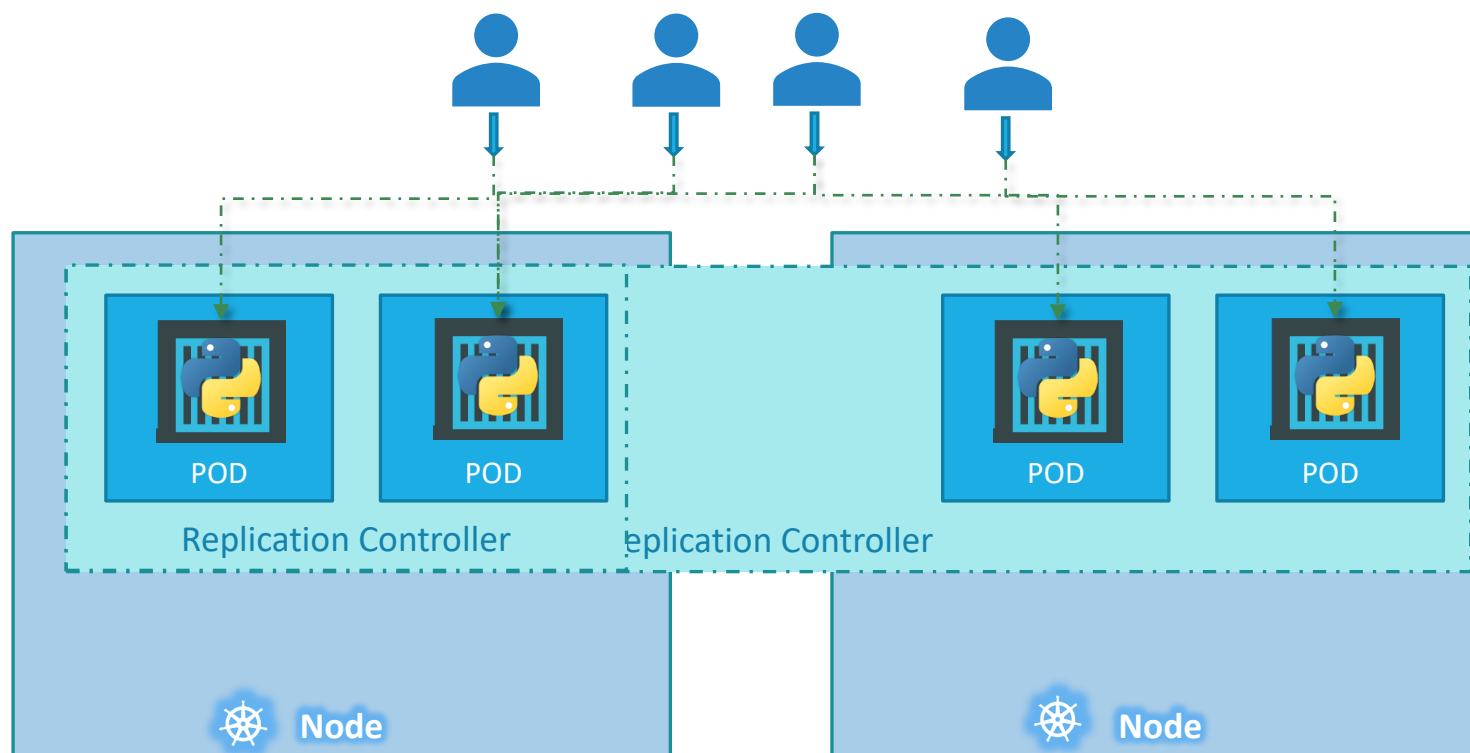 POD
POD
POD
POD
Replication Controller
eplication Controller
Node
Node